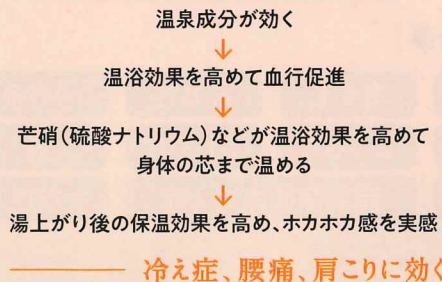 温泉成分が効く
↓
温浴効果を高めて血行促進
↓
芒硝(硫酸ナトリウム)などが温浴効果を高めて
身体の芯まで温める
↓
湯上がり後の保温効果を高め、ホカホカ感を実感
冷え症、腰痛、肩こりに効く